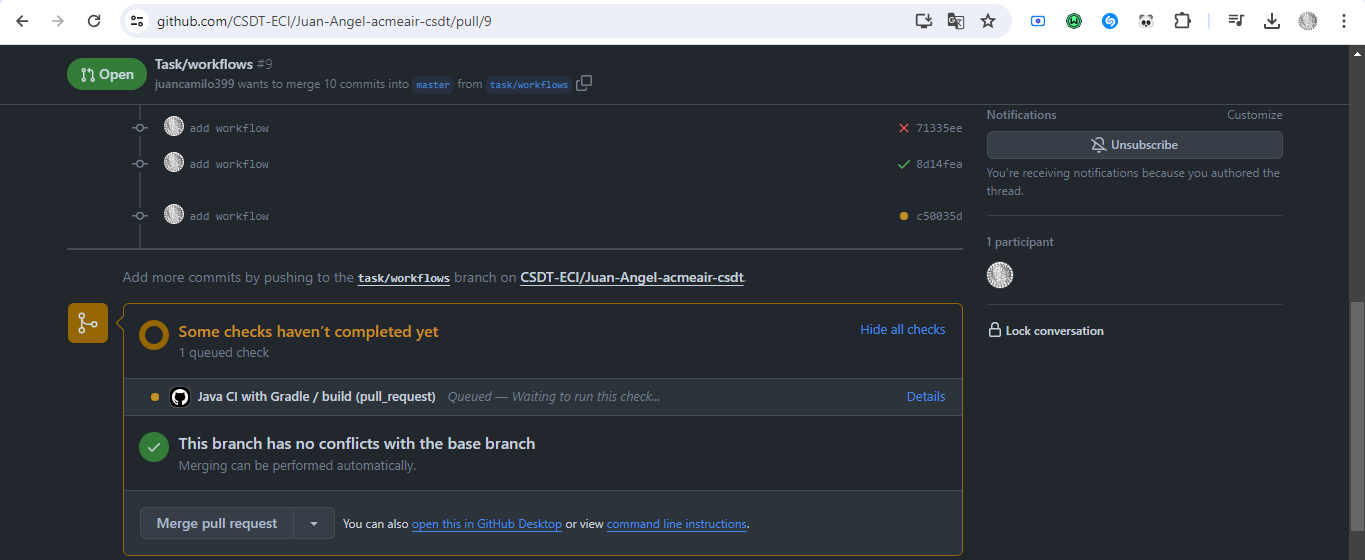 github.com/CSDT-ECI/Juan-Angel-acmeair-csdt/pull/9
Open
Task/workflows #9
juancamilo399 wants to merge 10 commits into master from task/workflows
add workflow 71335ee
add workflow 8d14fea
add workflow c50035d
Add more commits by pushing to the task/workflows branch on CSDT-ECI/Juan-Angel-acmeair-csdt.
Some checks haven't completed yet
Hide all checks
1 queued check
Java CI with Gradle / build (pull_request) Queued — Waiting to run this check... Details
This branch has no conflicts with the base branch
Merging can be performed automatically.
Merge pull request
You can also open this in GitHub Desktop or view command line instructions.
Notifications Customize
Unsubscribe
You're receiving notifications because you authored the
thread.
1 participant
Lock conversation